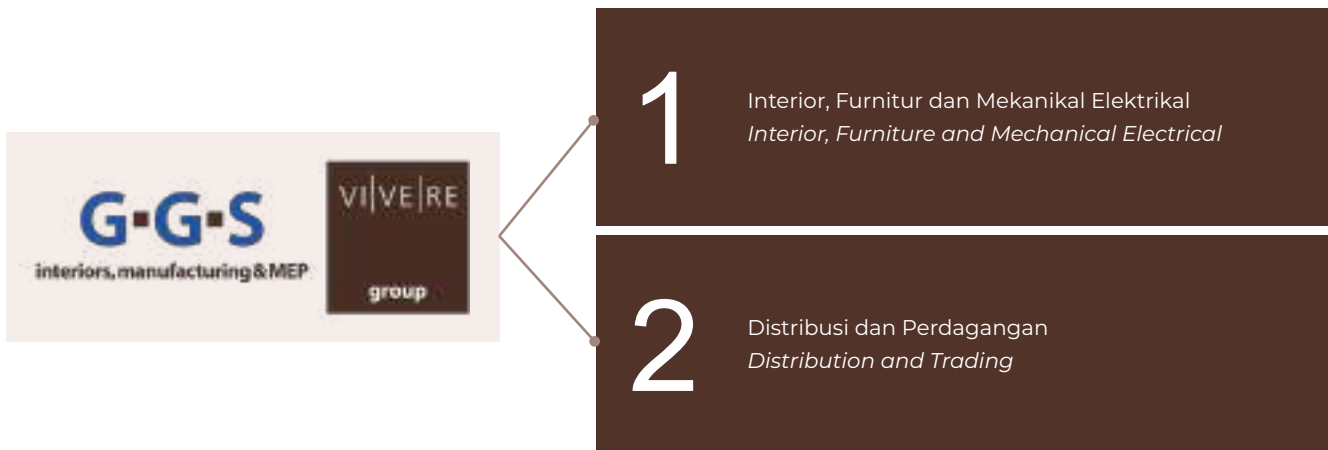 G▪G▪S
interiors, manufacturing & MEP
VI|VE|RE
group
1
Interior, Furnitur dan Mekanikal Elektrikal
Interior, Furniture and Mechanical Electrical
2
Distribusi dan Perdagangan
Distribution and Trading